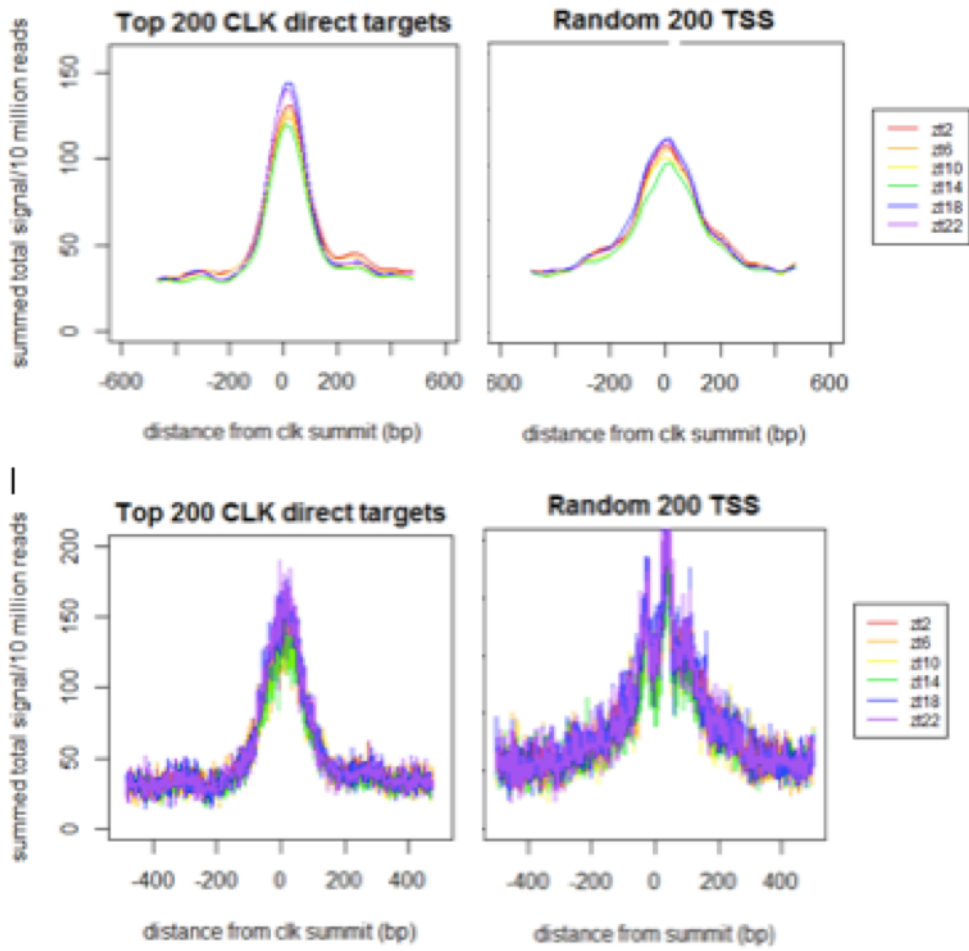 Top 200 CLK direct targets
Random 200 TSS
summed total signal/10 million reads
150
100
50
0
-600
-200
0
200
600
600
-200
0
200
600
distance from clk summit (bp)
distance from clk summit (bp)
zt2
zt6
zt10
zt14
zt18
zt22
Top 200 CLK direct targets
Random 200 TSS
summed total signal/10 million reads
200
150
100
50
0
-400
-200
0
200
400
-400
-200
0
200
400
distance from clk summit (bp)
distance from summit (bp)
zt2
zt6
zt10
zt14
zt18
zt22